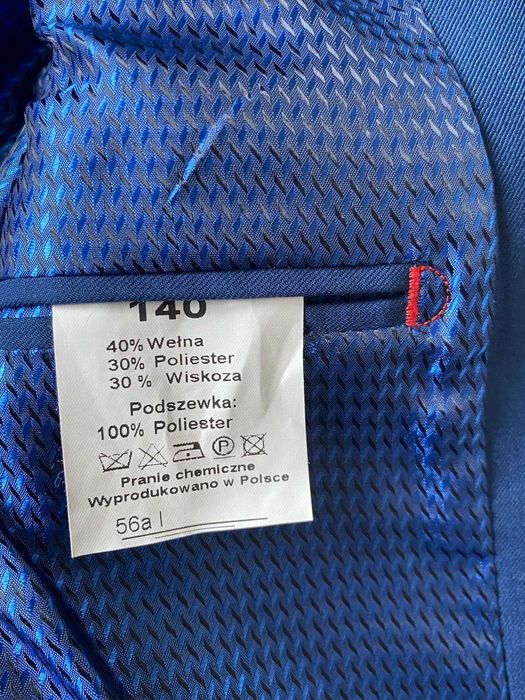 140
40% Wełna
30% Poliester
30 % Wiskoza
Podszewka:
100% Poliester
P
Pranie chemiczne
Wyprodukowano w Polsce
56a